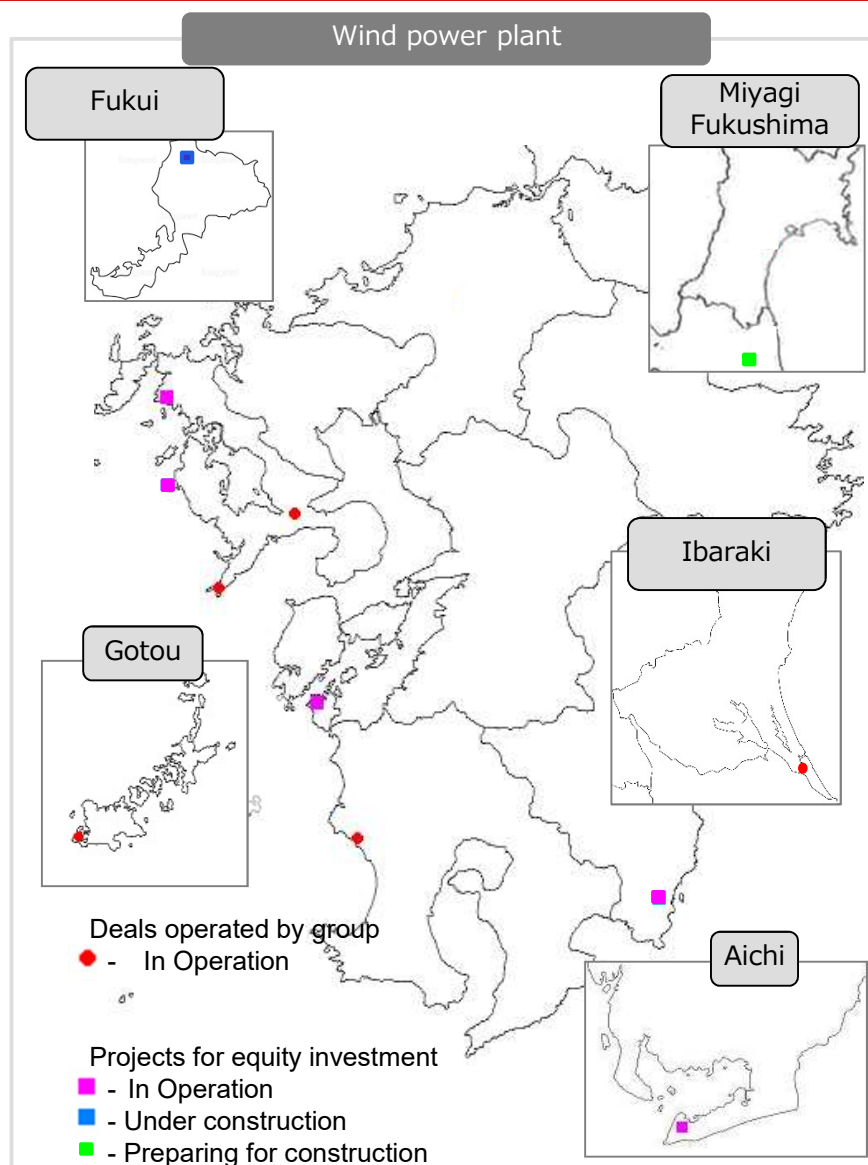 Wind power plant
Fukui
Miyagi
Fukushima
Ibaraki
Gotou
Deals operated by group
- In Operation
Aichi
Projects for equity investment
- In Operation
- Under construction
- Preparing for construction